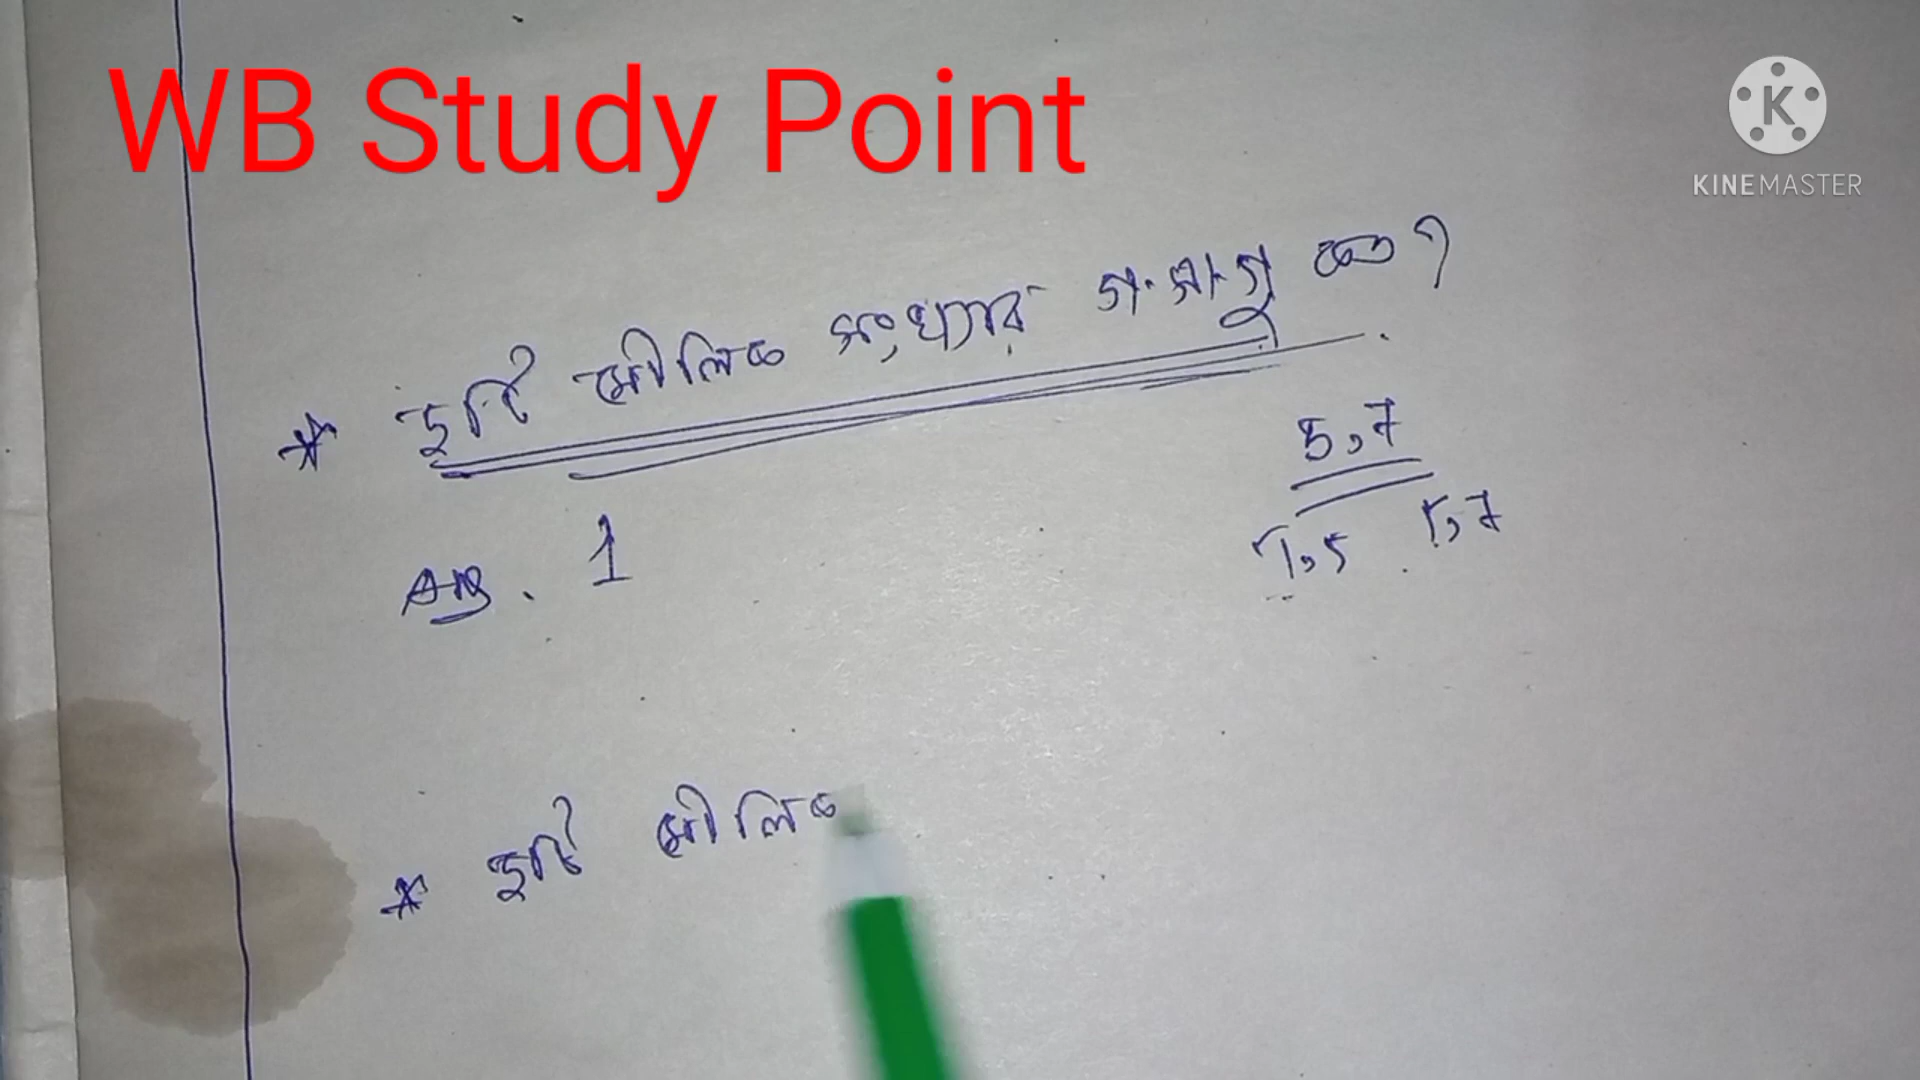 WB Study Point
KINEMASTER
* দুটি মৌলিক সংখ্যার গ.সা.গু কত?
5,7
Ans. 1
1,5 1,7
* দুটি মৌলিক